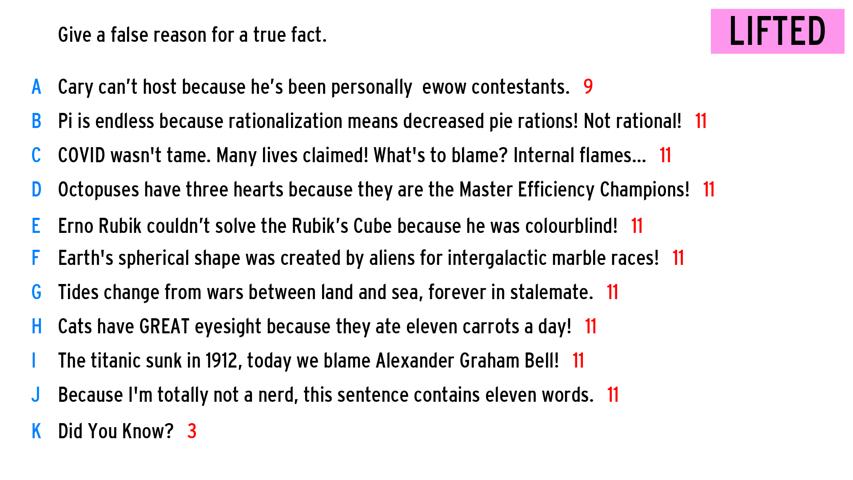 Give a false reason for a true fact.
LIFTED
A Cary can't host because he's been personally  ewow contestants. 9
B Pi is endless because rationalization means decreased pie rations! Not rational! 11
C COVID wasn't tame. Many lives claimed! What's to blame? Internal flames... 11
D Octopuses have three hearts because they are the Master Efficiency Champions! 11
E Erno Rubik couldn't solve the Rubik's Cube because he was colourblind! 11
F Earth's spherical shape was created by aliens for intergalactic marble races! 11
G Tides change from wars between land and sea, forever in stalemate. 11
H Cats have GREAT eyesight because they ate eleven carrots a day! 11
I The titanic sunk in 1912, today we blame Alexander Graham Bell! 11
J Because I'm totally not a nerd, this sentence contains eleven words. 11
K Did You Know? 3